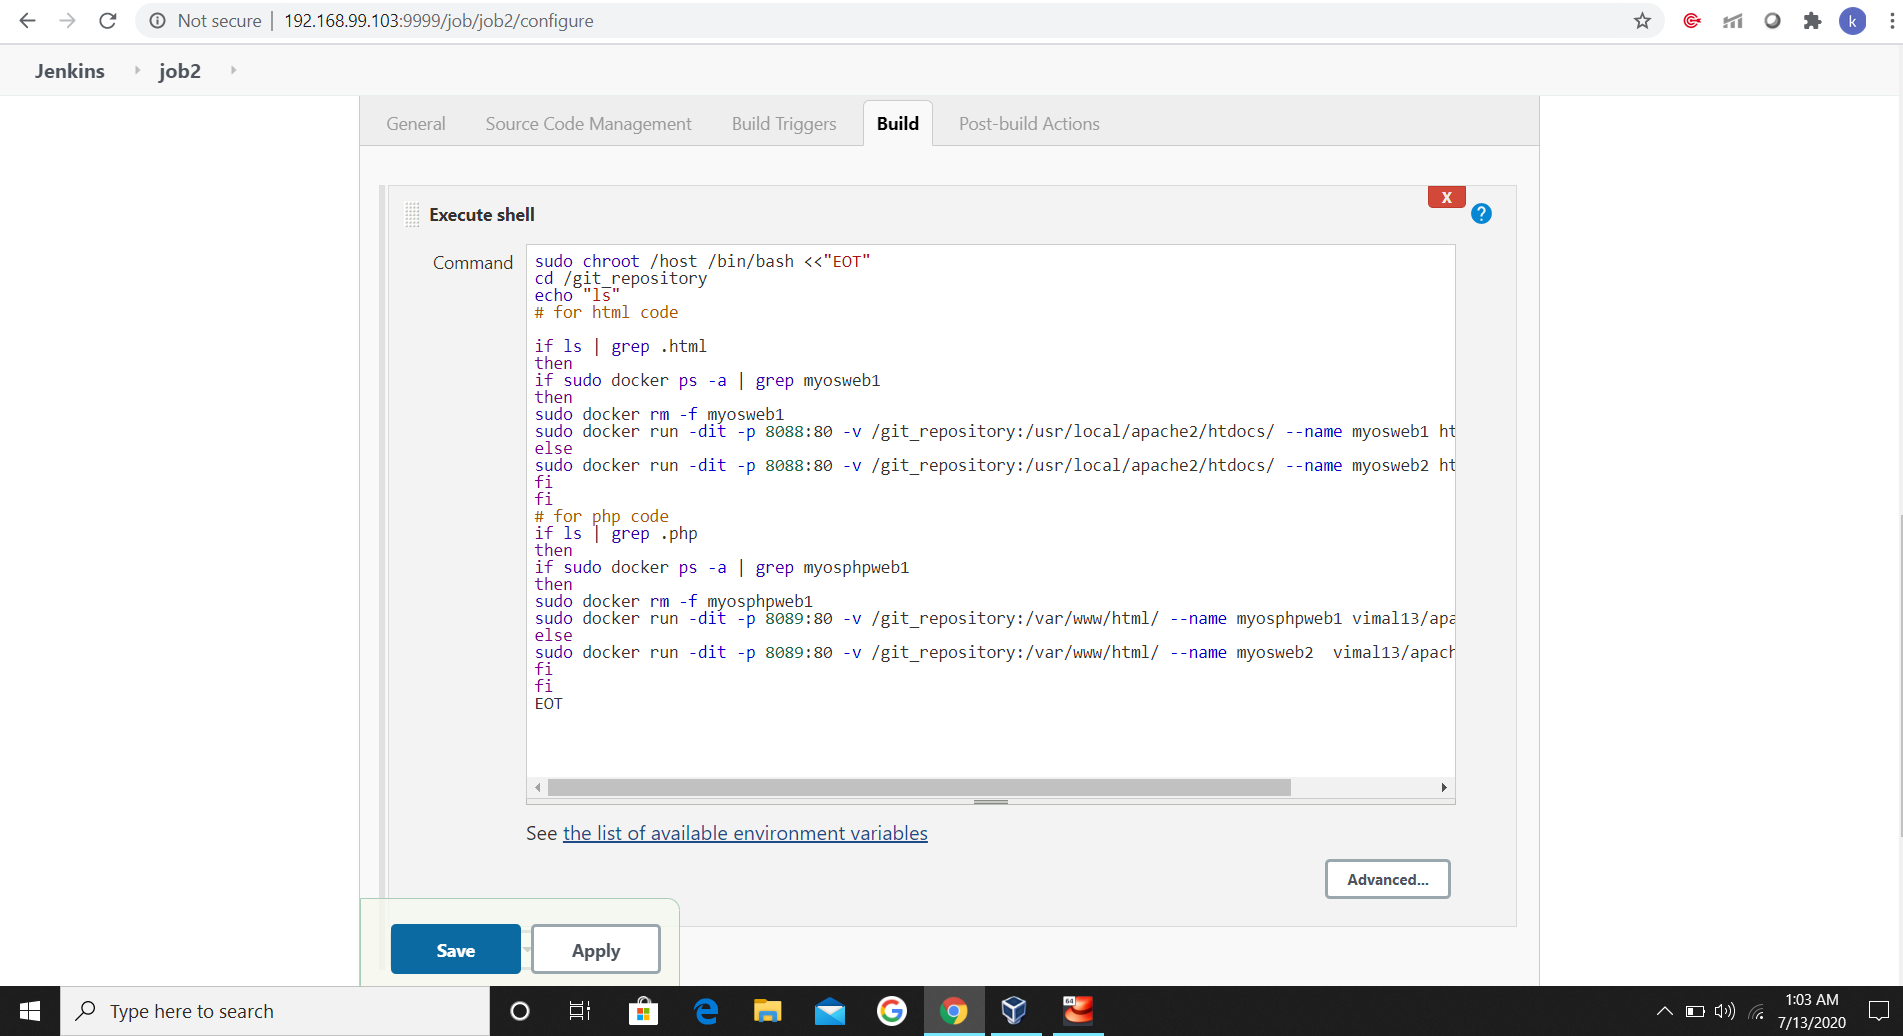 Not secure | 192.168.99.103:9999/job/job2/configure
k
Jenkins
job2
General
Source Code Management
Build Triggers
Build
Post-build Actions
X
?
Execute shell
Command
sudo chroot /host /bin/bash <<"EOT"
cd /git_repository
echo "ls"
# for html code
if ls | grep .html
then
if sudo docker ps -a | grep myosweb1
then
sudo docker rm -f myosweb1
sudo docker run -dit -p 8088:80 -v /git_repository:/usr/local/apache2/htdocs/ --name myosweb1 ht
else
sudo docker run -dit -p 8088:80 -v /git_repository:/usr/local/apache2/htdocs/ --name myosweb2 ht
fi
fi
# for php code
if ls | grep .php
then
if sudo docker ps -a | grep myosphpweb1
then
sudo docker rm -f myosphpweb1
sudo docker run -dit -p 8089:80 -v /git_repository:/var/www/html/ --name myosphpweb1 vimal13/apa
else
sudo docker run -dit -p 8089:80 -v /git_repository:/var/www/html/ --name myosweb2  vimal13/apach
fi
fi
EOT
See the list of available environment variables
Advanced...
Save
Apply
Type here to search
64
1:03 AM
7/13/2020